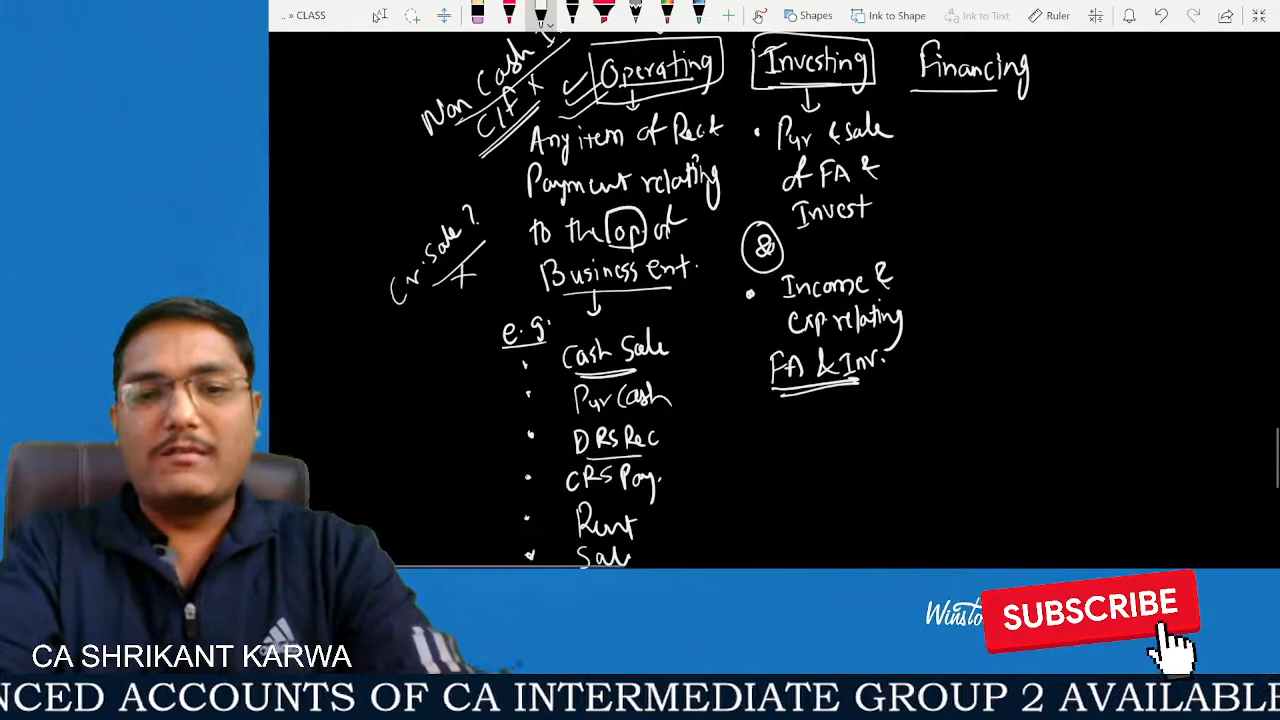 .. » CLASS
Shapes
Ink to Shape
Ink to Text
Ruler
Non Cash I
C/F X
Operating
Any item of Rec &
Payment relating
to the op of
Business ent.
Cr. Sale ?
X
e.g.
Cash Sale
Pur Cash
DRS Rec
CRS Pay.
Rent
Sal
Investing
• Pur & sale
of FA &
Invest
&
• Income &
exp relating
FA & Inv.
Financing
Winsto
SUBSCRIBE
CA SHRIKANT KARWA
NCED ACCOUNTS OF CA INTERMEDIATE GROUP 2 AVAILABLE